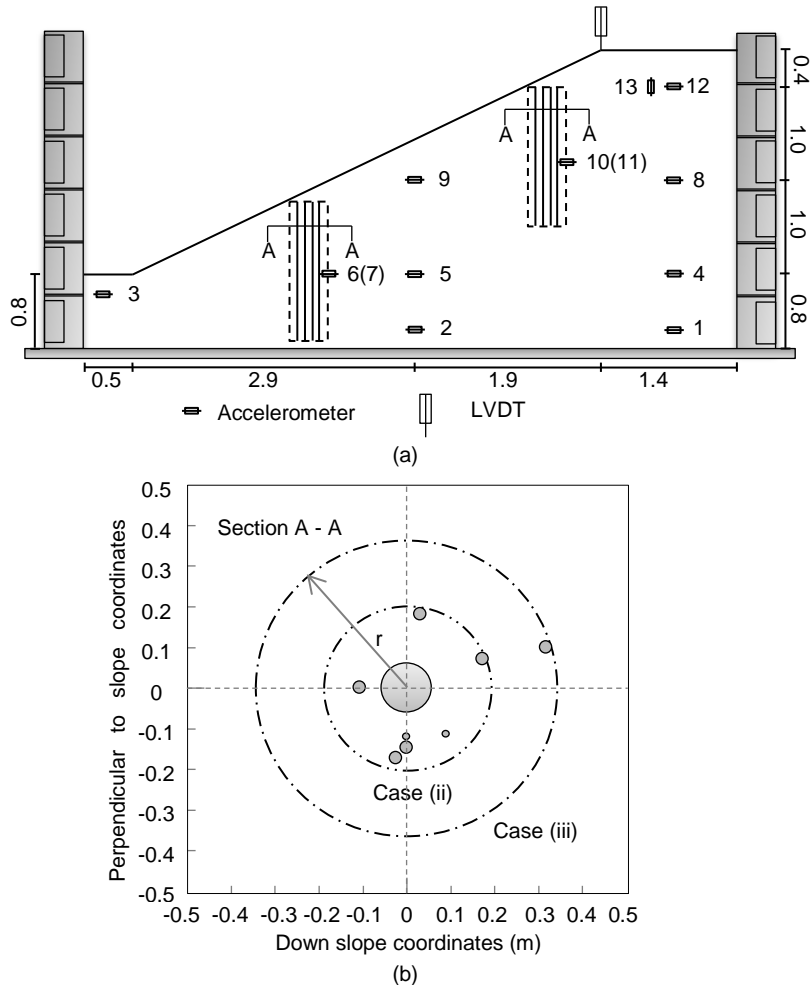 0.4
13 12
A A
1.0
10(11)
9 8
A A
1.0
6(7) 5 4
3
0.8 0.8
2 1
0.5 2.9 1.9 1.4
Accelerometer LVDT
(a)
0.5
Section A - A
0.4
0.3
0.2
r
0.1
0
-0.1
-0.2
Case (ii)
-0.3
Case (iii)
-0.4
-0.5
Perpendicular to slope coordinates
-0.5 -0.4 -0.3 -0.2 -0.1 0 0.1 0.2 0.3 0.4 0.5
Down slope coordinates (m)
(b)